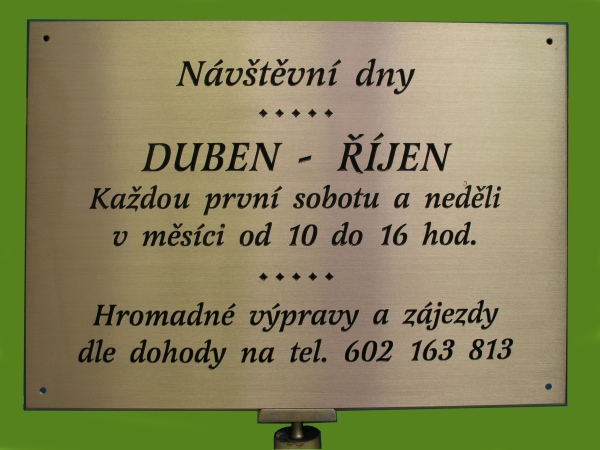 Návštěvní dny
DUBEN - ŘÍJEN
Každou první sobotu a neděli
v měsíci od 10 do 16 hod.
Hromadné výpravy a zájezdy
dle dohody na tel. 602 163 813